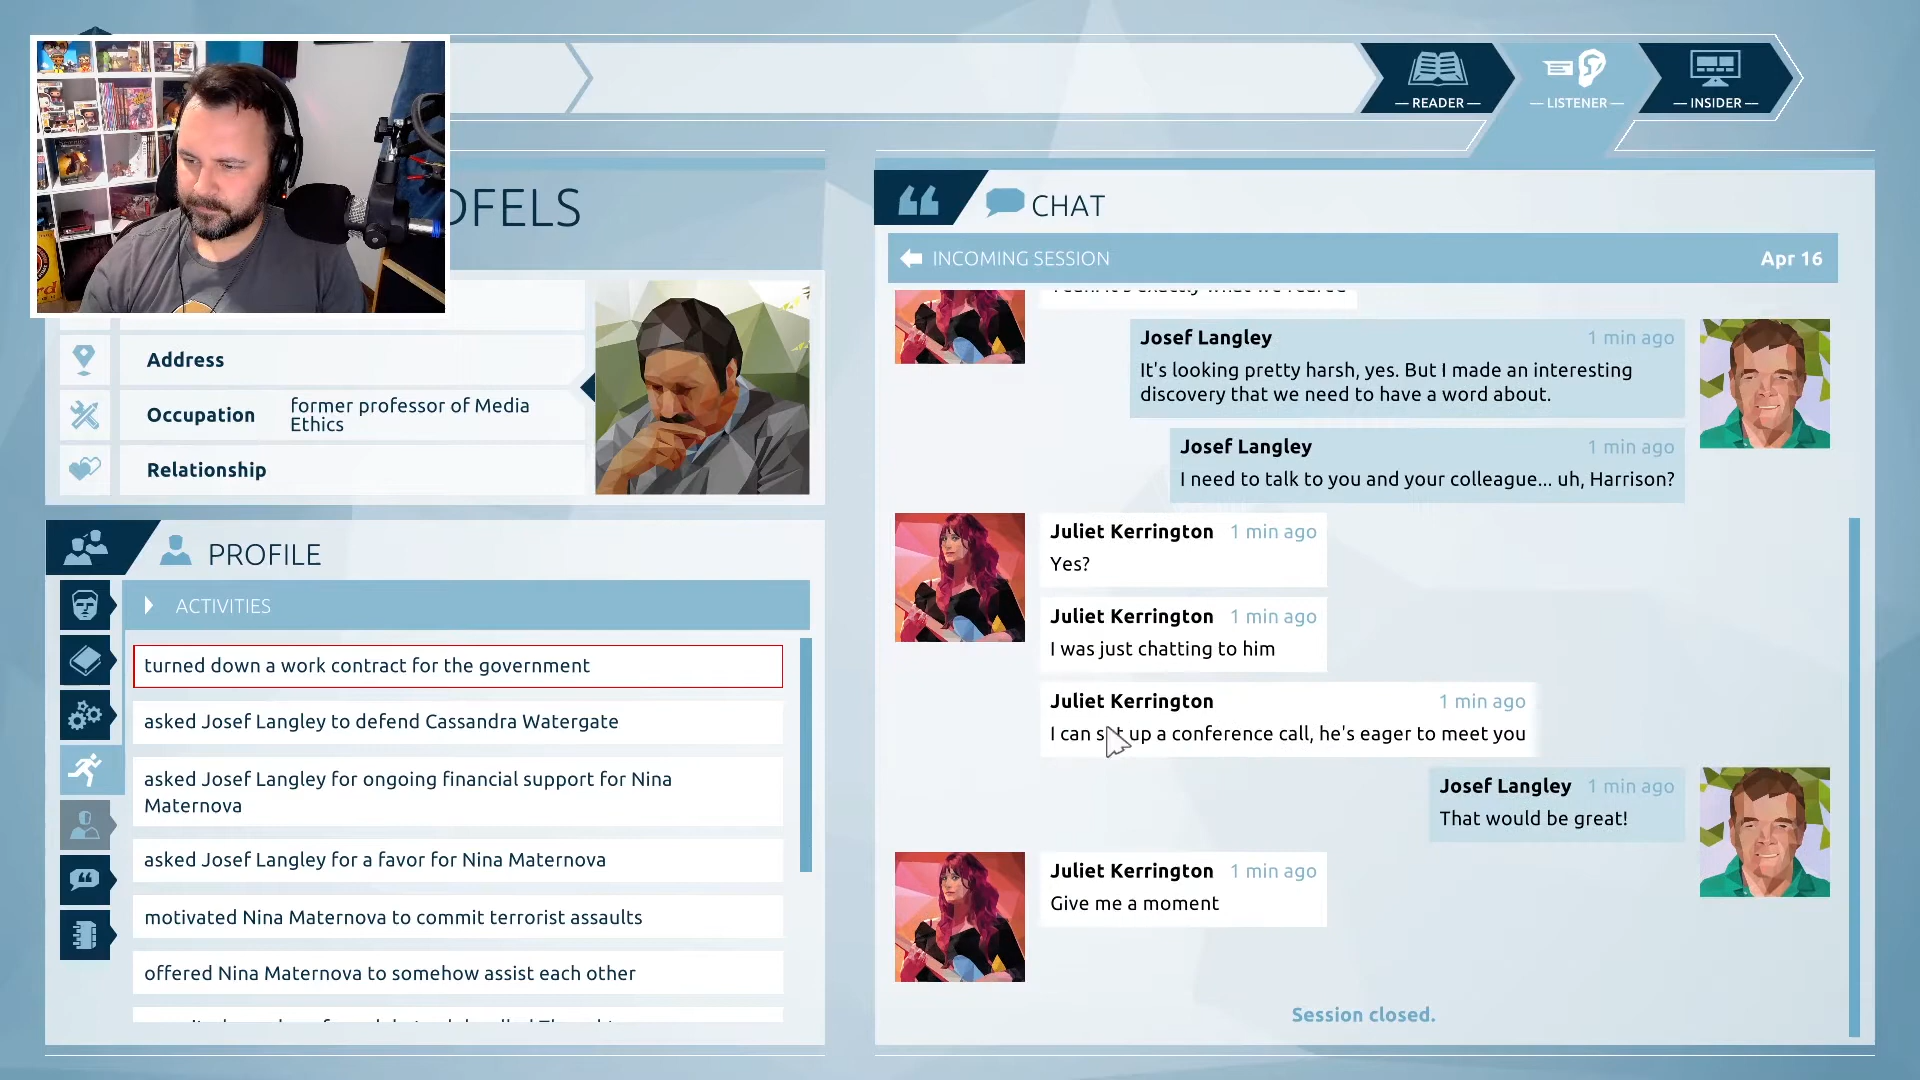 READER
LISTENER
INSIDER
OFELS
Address
Occupation
former professor of Media
Ethics
Relationship
PROFILE
ACTIVITIES
turned down a work contract for the government
asked Josef Langley to defend Cassandra Watergate
asked Josef Langley for ongoing financial support for Nina
Maternova
asked Josef Langley for a favor for Nina Maternova
motivated Nina Maternova to commit terrorist assaults
offered Nina Maternova to somehow assist each other
CHAT
INCOMING SESSION
Apr 16
Josef Langley 1 min ago
It's looking pretty harsh, yes. But I made an interesting
discovery that we need to have a word about.
Josef Langley 1 min ago
I need to talk to you and your colleague... uh, Harrison?
Juliet Kerrington 1 min ago
Yes?
Juliet Kerrington 1 min ago
I was just chatting to him
Juliet Kerrington 1 min ago
I can set up a conference call, he's eager to meet you
Josef Langley 1 min ago
That would be great!
Juliet Kerrington 1 min ago
Give me a moment
Session closed.